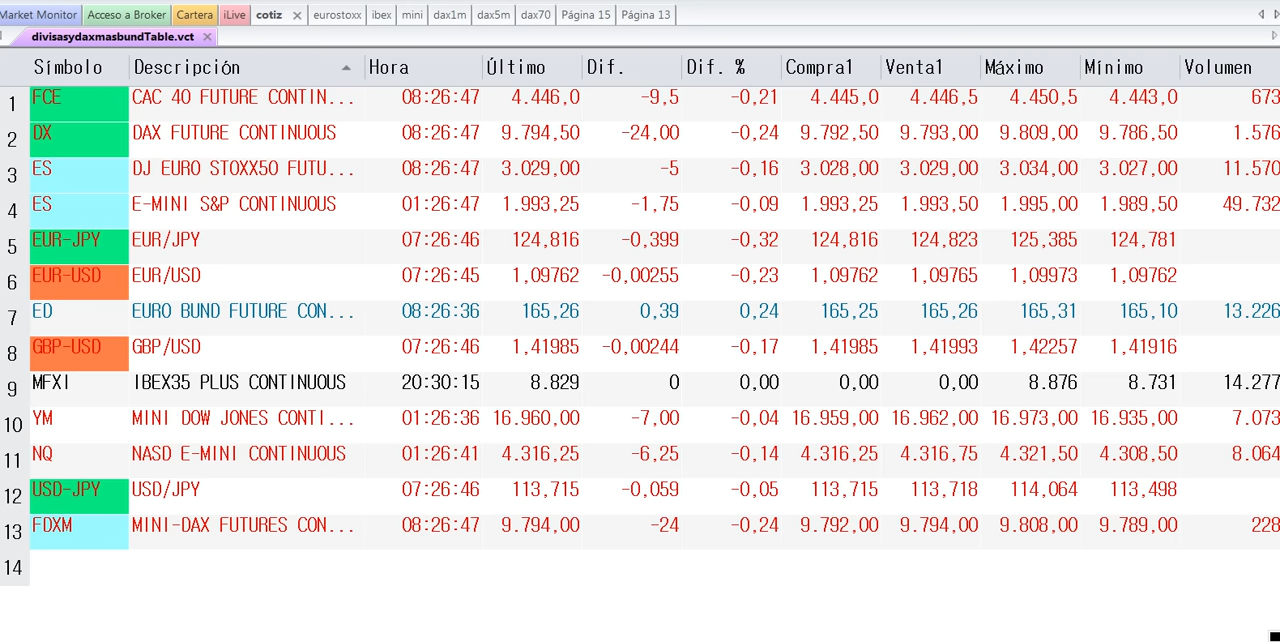 Market Monitor Acceso a Broker Cartera iLive cotiz eurostoxx ibex mini dax1m dax5m dax70 Página 15 Página 13
divisasydaxmasbundTable.vct
Símbolo Descripción Hora Último Dif. Dif. % Compra1 Venta1 Máximo Mínimo Volumen
1 FCE CAC 40 FUTURE CONTIN... 08:26:47 4.446,0 -9,5 -0,21 4.445,0 4.446,5 4.450,5 4.443,0 673
2 DX DAX FUTURE CONTINUOUS 08:26:47 9.794,50 -24,00 -0,24 9.792,50 9.793,00 9.809,00 9.786,50 1.576
3 ES DJ EURO STOXX50 FUTU... 08:26:47 3.029,00 -5 -0,16 3.028,00 3.029,00 3.034,00 3.027,00 11.570
4 ES E-MINI S&P CONTINUOUS 01:26:47 1.993,25 -1,75 -0,09 1.993,25 1.993,50 1.995,00 1.989,50 49.732
5 EUR-JPY EUR/JPY 07:26:46 124,816 -0,399 -0,32 124,816 124,823 125,385 124,781
6 EUR-USD EUR/USD 07:26:45 1,09762 -0,00255 -0,23 1,09762 1,09765 1,09973 1,09762
7 ED EURO BUND FUTURE CON... 08:26:36 165,26 0,39 0,24 165,25 165,26 165,31 165,10 13.226
8 GBP-USD GBP/USD 07:26:46 1,41985 -0,00244 -0,17 1,41985 1,41993 1,42257 1,41916
9 MFXI IBEX35 PLUS CONTINUOUS 20:30:15 8.829 0 0,00 0,00 0,00 8.876 8.731 14.277
10 YM MINI DOW JONES CONTI... 01:26:36 16.960,00 -7,00 -0,04 16.959,00 16.962,00 16.973,00 16.935,00 7.073
11 NQ NASD E-MINI CONTINUOUS 01:26:41 4.316,25 -6,25 -0,14 4.316,25 4.316,75 4.321,50 4.308,50 8.064
12 USD-JPY USD/JPY 07:26:46 113,715 -0,059 -0,05 113,715 113,718 114,064 113,498
13 FDXM MINI-DAX FUTURES CON... 08:26:47 9.794,00 -24 -0,24 9.792,00 9.794,00 9.808,00 9.789,00 228
14